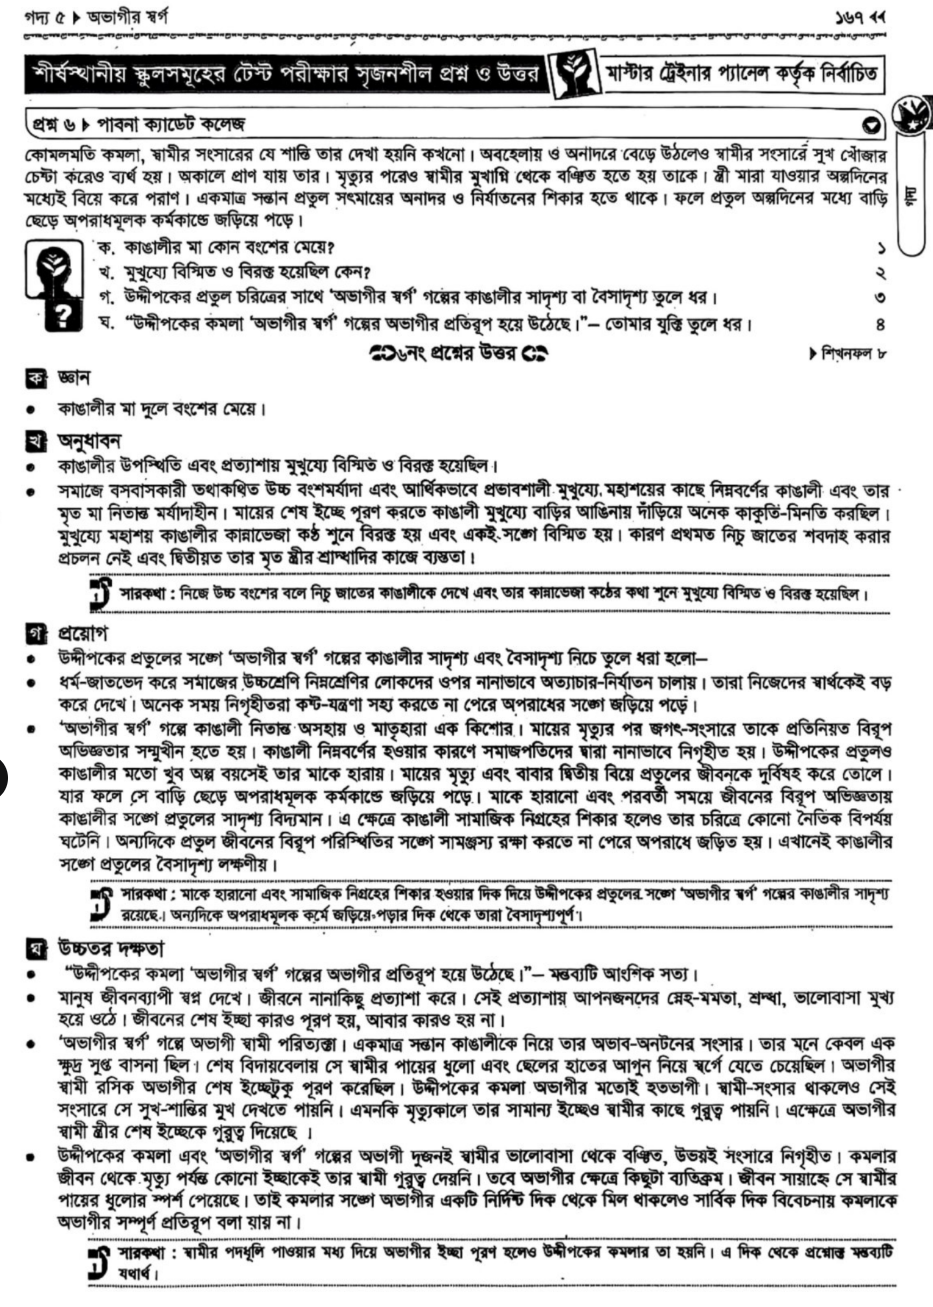 গদ্য ৫ ▶ অভাগীর স্বর্গ
১৬৭ ◀◀
শীর্ষস্থানীয় স্কুলসমূহের টেস্ট পরীক্ষার সৃজনশীল প্রশ্ন ও উত্তর
মাস্টার ট্রেইনার প্যানেল কর্তৃক নির্বাচিত
প্রশ্ন ৬ ▶ পাবনা ক্যাডেট কলেজ
গদ্য
কোমলমতি কমলা, স্বামীর সংসারের যে শান্তি তার দেখা হয়নি কখনো। অবহেলায় ও অনাদরে বেড়ে উঠলেও স্বামীর সংসারে সুখ খোঁজার
চেষ্টা করেও ব্যর্থ হয়। অকালে প্রাণ যায় তার। মৃত্যুর পরেও স্বামীর মুখাগ্নি থেকে বঞ্চিত হতে হয় তাকে। স্ত্রী মারা যাওয়ার অল্পদিনের
মধ্যেই বিয়ে করে পরাণ। একমাত্র সন্তান প্রতুল সৎমায়ের অনাদর ও নির্যাতনের শিকার হতে থাকে। ফলে প্রতুল অল্পদিনের মধ্যে বাড়ি
ছেড়ে অপরাধমূলক কর্মকাণ্ডে জড়িয়ে পড়ে।
ক. কাঙালীর মা কোন বংশের মেয়ে? ১
খ. মুখুয্যে বিস্মিত ও বিরক্ত হয়েছিল কেন? ২
গ. উদ্দীপকের প্রতুল চরিত্রের সাথে ‘অভাগীর স্বর্গ’ গল্পের কাঙালীর সাদৃশ্য বা বৈসাদৃশ্য তুলে ধর। ৩
ঘ. “উদ্দীপকের কমলা ‘অভাগীর স্বর্গ’ গল্পের অভাগীর প্রতিরূপ হয়ে উঠেছে।”– তোমার যুক্তি তুলে ধর। ৪
৬নং প্রশ্নের উত্তর
▶ শিখনফল ৮
ক জ্ঞান
• কাঙালীর মা দুলে বংশের মেয়ে।
খ অনুধাবন
• কাঙালীর উপস্থিতি এবং প্রত্যাশায় মুখুয্যে বিস্মিত ও বিরক্ত হয়েছিল।
• সমাজে বসবাসকারী তথাকথিত উচ্চ বংশমর্যাদা এবং আর্থিকভাবে প্রভাবশালী মুখুয্যে মহাশয়ের কাছে নিম্নবর্ণের কাঙালী এবং তার
মৃত মা নিতান্ত মর্যাদাহীন। মায়ের শেষ ইচ্ছে পূরণ করতে কাঙালী মুখুয্যে বাড়ির আঙিনায় দাঁড়িয়ে অনেক কাকুতি-মিনতি করছিল।
মুখুয্যে মহাশয় কাঙালীর কান্নাভেজা কণ্ঠ শুনে বিরক্ত হয় এবং একই সঙ্গে বিস্মিত হয়। কারণ প্রথমত নিচু জাতের শবদাহ করার
প্রচলন নেই এবং দ্বিতীয়ত তার মৃত স্ত্রীর শ্রাদ্ধাদির কাজে ব্যস্ততা।
সারকথা : নিজে উচ্চ বংশের বলে নিচু জাতের কাঙালীকে দেখে এবং তার কান্নাভেজা কণ্ঠের কথা শুনে মুখুয্যে বিস্মিত ও বিরক্ত হয়েছিল।
গ প্রয়োগ
• উদ্দীপকের প্রতুলের সঙ্গে ‘অভাগীর স্বর্গ’ গল্পের কাঙালীর সাদৃশ্য এবং বৈসাদৃশ্য নিচে তুলে ধরা হলো–
• ধর্ম-জাতভেদ করে সমাজের উচ্চশ্রেণি নিম্নশ্রেণির লোকদের ওপর নানাভাবে অত্যাচার-নির্যাতন চালায়। তারা নিজেদের স্বার্থকেই বড়
করে দেখে। অনেক সময় নিগৃহীতরা কষ্ট-যন্ত্রণা সহ্য করতে না পেরে অপরাধের সঙ্গে জড়িয়ে পড়ে।
• ‘অভাগীর স্বর্গ’ গল্পে কাঙালী নিতান্ত অসহায় ও মাতৃহারা এক কিশোর। মায়ের মৃত্যুর পর জগৎ-সংসারে তাকে প্রতিনিয়ত বিরূপ
অভিজ্ঞতার সম্মুখীন হতে হয়। কাঙালী নিম্নবর্ণের হওয়ার কারণে সমাজপতিদের দ্বারা নানাভাবে নিগৃহীত হয়। উদ্দীপকের প্রতুলও
কাঙালীর মতো খুব অল্প বয়সেই তার মাকে হারায়। মায়ের মৃত্যু এবং বাবার দ্বিতীয় বিয়ে প্রতুলের জীবনকে দুর্বিষহ করে তোলে।
যার ফলে সে বাড়ি ছেড়ে অপরাধমূলক কর্মকাণ্ডে জড়িয়ে পড়ে। মাকে হারানো এবং পরবর্তী সময়ে জীবনের বিরূপ অভিজ্ঞতায়
কাঙালীর সঙ্গে প্রতুলের সাদৃশ্য বিদ্যমান। এ ক্ষেত্রে কাঙালী সামাজিক নিগ্রহের শিকার হলেও তার চরিত্রে কোনো নৈতিক বিপর্যয়
ঘটেনি। অন্যদিকে প্রতুল জীবনের বিরূপ পরিস্থিতির সঙ্গে সামঞ্জস্য রক্ষা করতে না পেরে অপরাধে জড়িত হয়। এখানেই কাঙালীর
সঙ্গে প্রতুলের বৈসাদৃশ্য লক্ষণীয়।
সারকথা : মাকে হারানো এবং সামাজিক নিগ্রহের শিকার হওয়ার দিক দিয়ে উদ্দীপকের প্রতুলের সঙ্গে ‘অভাগীর স্বর্গ’ গল্পের কাঙালীর সাদৃশ্য
রয়েছে। অন্যদিকে অপরাধমূলক কর্মে জড়িয়ে পড়ার দিক থেকে তারা বৈসাদৃশ্যপূর্ণ।
ঘ উচ্চতর দক্ষতা
• “উদ্দীপকের কমলা ‘অভাগীর স্বর্গ’ গল্পের অভাগীর প্রতিরূপ হয়ে উঠেছে।”– মন্তব্যটি আংশিক সত্য।
• মানুষ জীবনব্যাপী স্বপ্ন দেখে। জীবনে নানাকিছু প্রত্যাশা করে। সেই প্রত্যাশায় আপনজনদের স্নেহ-মমতা, শ্রদ্ধা, ভালোবাসা মুখ্য
হয়ে ওঠে। জীবনের শেষ ইচ্ছা কারও পূরণ হয়, আবার কারও হয় না।
• ‘অভাগীর স্বর্গ’ গল্পে অভাগী স্বামী পরিত্যক্তা। একমাত্র সন্তান কাঙালীকে নিয়ে তার অভাব-অনটনের সংসার। তার মনে কেবল এক
ক্ষুদ্র সুপ্ত বাসনা ছিল। শেষ বিদায়বেলায় সে স্বামীর পায়ের ধুলো এবং ছেলের হাতের আগুন নিয়ে স্বর্গে যেতে চেয়েছিল। অভাগীর
স্বামী রসিক অভাগীর শেষ ইচ্ছেটুকু পূরণ করেছিল। উদ্দীপকের কমলা অভাগীর মতোই হতভাগী। স্বামী-সংসার থাকলেও সেই
সংসারে সে সুখ-শান্তির মুখ দেখতে পায়নি। এমনকি মৃত্যুকালে তার সামান্য ইচ্ছেও স্বামীর কাছে গুরুত্ব পায়নি। এক্ষেত্রে অভাগীর
স্বামী স্ত্রীর শেষ ইচ্ছেকে গুরুত্ব দিয়েছে ।
• উদ্দীপকের কমলা এবং ‘অভাগীর স্বর্গ’ গল্পের অভাগী দুজনই স্বামীর ভালোবাসা থেকে বঞ্চিত, উভয়ই সংসারে নিগৃহীত। কমলার
জীবন থেকে মৃত্যু পর্যন্ত কোনো ইচ্ছাকেই তার স্বামী গুরুত্ব দেয়নি। তবে অভাগীর ক্ষেত্রে কিছুটা ব্যতিক্রম। জীবন সায়াহ্নে সে স্বামীর
পায়ের ধুলোর স্পর্শ পেয়েছে। তাই কমলার সঙ্গে অভাগীর একটি নির্দিষ্ট দিক থেকে মিল থাকলেও সার্বিক দিক বিবেচনায় কমলাকে
অভাগীর সম্পূর্ণ প্রতিরূপ বলা যায় না।
সারকথা : স্বামীর পদধূলি পাওয়ার মধ্য দিয়ে অভাগীর ইচ্ছা পূরণ হলেও উদ্দীপকের কমলার তা হয়নি। এ দিক থেকে প্রশ্নোক্ত মন্তব্যটি
যথার্থ।